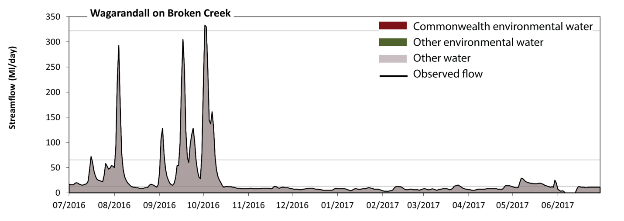 Wagarandall on Broken Creek
Streamflow (Ml/day)
350
300
250
200
150
100
50
0
Commonwealth environmental water
Other environmental water
Other water
Observed flow
07/2016 08/2016 09/2016 10/2016 11/2016 12/2016 01/2017 02/2017 03/2017 04/2017 05/2017 06/2017